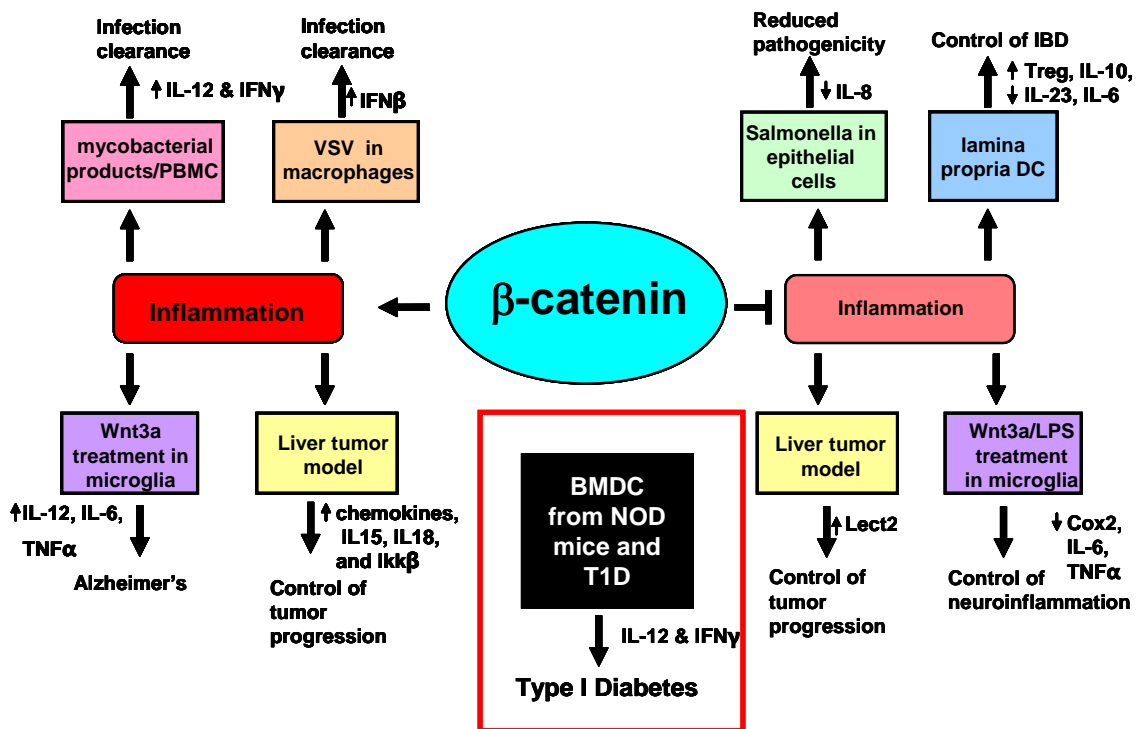 Infection
clearance
IL-12 & IFNγ
mycobacterial
products/PBMC
Infection
clearance
IFNβ
VSV in
macrophages
Reduced
pathogenicity
IL-8
Salmonella in
epithelial
cells
Control of IBD
Treg, IL-10,
IL-23, IL-6
lamina
propria DC
Inflammation
β-catenin
Inflammation
Wnt3a
treatment in
microglia
IL-12, IL-6,
TNFα
Alzheimer's
Liver tumor
model
chemokines,
IL15, IL18,
and Ikkβ
Control of
tumor
progression
BMDC
from NOD
mice and
T1D
IL-12 & IFNγ
Type I Diabetes
Liver tumor
model
Lect2
Control of
tumor
progression
Wnt3a/LPS
treatment
in microglia
Cox2,
IL-6,
TNFα
Control of
neuroinflammation